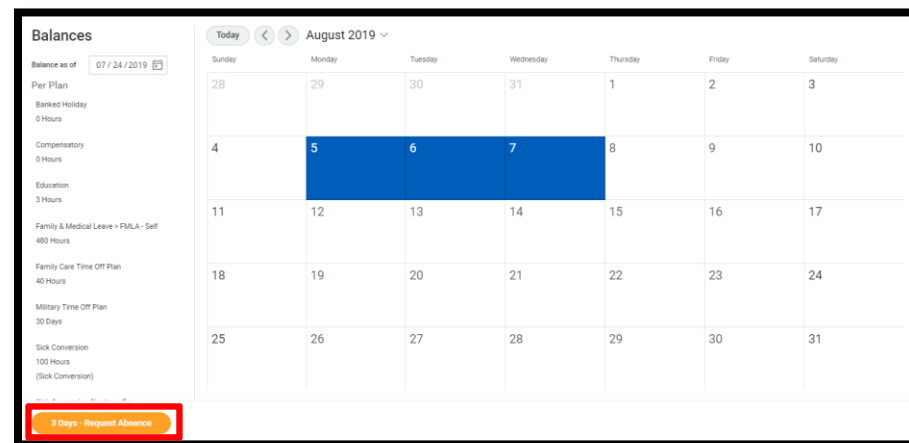 Balances
Balance as of 07 / 24 / 2019
Per Plan
Banked Holiday
0 Hours
Compensatory
0 Hours
Education
3 Hours
Family & Medical Leave > FMLA - Self
480 Hours
Family Care Time Off Plan
40 Hours
Military Time Off Plan
30 Days
Sick Conversion
100 Hours
(Sick Conversion)
3 Days - Request Absence
Today August 2019
Sunday Monday Tuesday Wednesday Thursday Friday Saturday
28 29 30 31 1 2 3
4 5 6 7 8 9 10
11 12 13 14 15 16 17
18 19 20 21 22 23 24
25 26 27 28 29 30 31